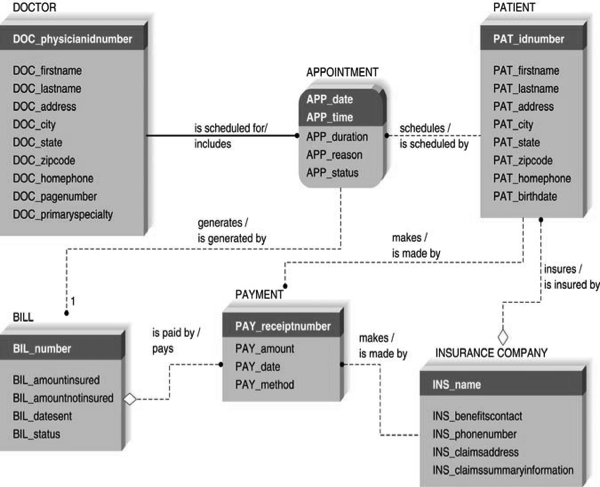 DOCTOR
DOC_physicianidnumber
DOC_firstname
DOC_lastname
DOC_address
DOC_city
DOC_state
DOC_zipcode
DOC_homephone
DOC_pagenumber
DOC_primaryspecialty
is scheduled for/
includes
APPOINTMENT
APP_date
APP_time
APP_duration
APP_reason
APP_status
schedules /
is scheduled by
PATIENT
PAT_idnumber
PAT_firstname
PAT_lastname
PAT_address
PAT_city
PAT_state
PAT_zipcode
PAT_homephone
PAT_birthdate
generates /
is generated by
makes /
is made by
insures /
is insured by
1
BILL
BIL_number
BIL_amountinsured
BIL_amountnotinsured
BIL_datesent
BIL_status
is paid by /
pays
PAYMENT
PAY_receiptnumber
PAY_amount
PAY_date
PAY_method
makes /
is made by
INSURANCE COMPANY
INS_name
INS_benefitscontact
INS_phonenumber
INS_claimsaddress
INS_claimssummaryinformation